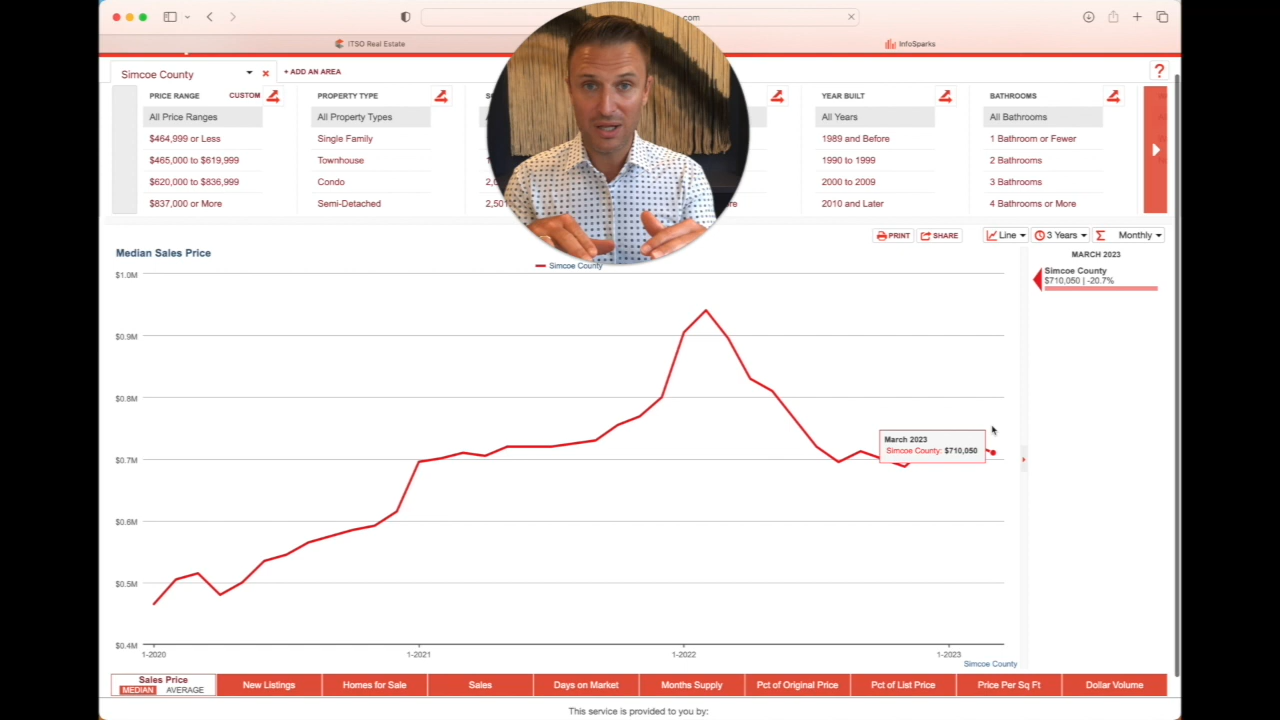 .com
ITSO Real Estate
InfoSparks
Simcoe County
+ ADD AN AREA
?
PRICE RANGE CUSTOM
All Price Ranges
$464,999 or Less
$465,000 to $619,999
$620,000 to $836,999
$837,000 or More
PROPERTY TYPE
All Property Types
Single Family
Townhouse
Condo
Semi-Detached
YEAR BUILT
All Years
1989 and Before
1990 to 1999
2000 to 2009
2010 and Later
BATHROOMS
All Bathrooms
1 Bathroom or Fewer
2 Bathrooms
3 Bathrooms
4 Bathrooms or More
PRINT SHARE Line 3 Years Σ Monthly
Median Sales Price
Simcoe County
MARCH 2023
Simcoe County
$710,050 | -20.7%
$1.0M
$0.9M
$0.8M
$0.7M
$0.6M
$0.5M
$0.4M
March 2023
Simcoe County: $710,050
1-2020 1-2021 1-2022 1-2023
Simcoe County
Sales Price
MEDIAN AVERAGE
New Listings
Homes for Sale
Sales
Days on Market
Months Supply
Pct of Original Price
Pct of List Price
Price Per Sq Ft
Dollar Volume
This service is provided to you by: